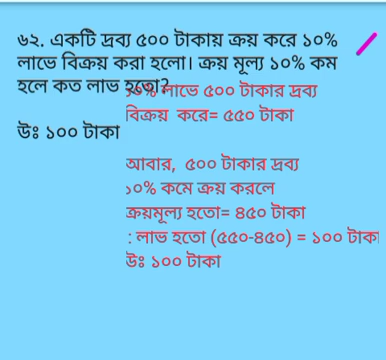 ৬২. একটি দ্রব্য ৫০০ টাকায় ক্রয় করে ১০%
লাভে বিক্রয় করা হলো। ক্রয় মূল্য ১০% কম
হলে কত লাভ হতো?
উঃ ১০০ টাকা
১০% লাভে ৫০০ টাকার দ্রব্য
বিক্রয় করে= ৫৫০ টাকা
আবার, ৫০০ টাকার দ্রব্য
১০% কমে ক্রয় করলে
ক্রয়মূল্য হতো= ৪৫০ টাকা
: লাভ হতো (৫৫০-৪৫০) = ১০০ টাকা
উঃ ১০০ টাকা